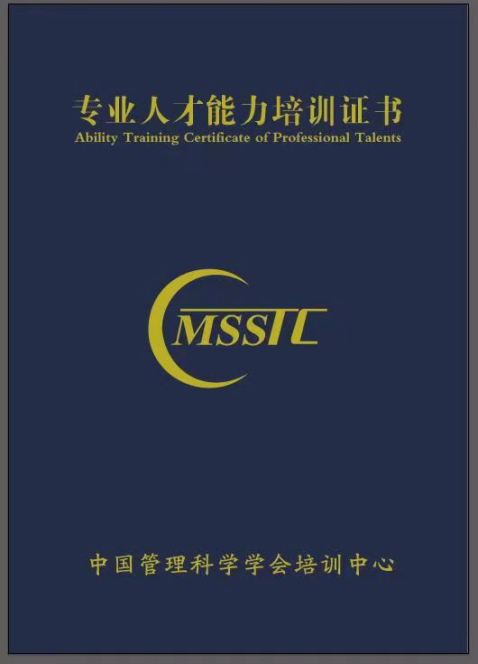 专业人才能力培训证书
Ability Training Certificate of Professional Talents
CMSSTC
中国管理科学学会培训中心